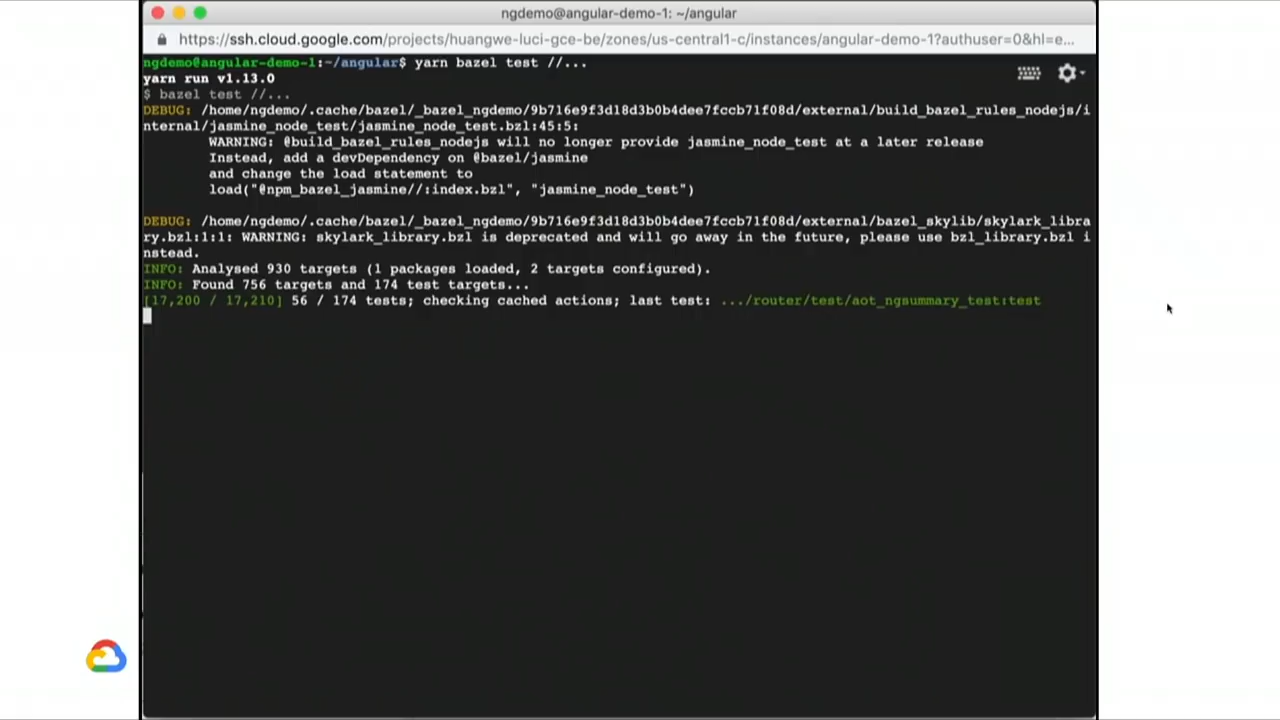 ngdemo@angular-demo-1: ~/angular
https://ssh.cloud.google.com/projects/huangwe-luci-gce-be/zones/us-central1-c/instances/angular-demo-1?authuser=0&hl=e...
ngdemo@angular-demo-1:~/angular$ yarn bazel test //...
yarn run v1.13.0
$ bazel test //...
DEBUG: /home/ngdemo/.cache/bazel/_bazel_ngdemo/9b716e9f3d18d3b0b4dee7fccb71f08d/external/build_bazel_rules_nodejs/i
nternal/jasmine_node_test/jasmine_node_test.bzl:45:5:
WARNING: @build_bazel_rules_nodejs will no longer provide jasmine_node_test at a later release
Instead, add a devDependency on @bazel/jasmine
and change the load statement to
load("@npm_bazel_jasmine//:index.bzl", "jasmine_node_test")
DEBUG: /home/ngdemo/.cache/bazel/_bazel_ngdemo/9b716e9f3d18d3b0b4dee7fccb71f08d/external/bazel_skylib/skylark_libra
ry.bzl:1:1: WARNING: skylark_library.bzl is deprecated and will go away in the future, please use bzl_library.bzl i
nstead.
INFO: Analysed 930 targets (1 packages loaded, 2 targets configured).
INFO: Found 756 targets and 174 test targets...
[17,200 / 17,210] 56 / 174 tests; checking cached actions; last test: .../router/test/aot_ngsummary_test:test